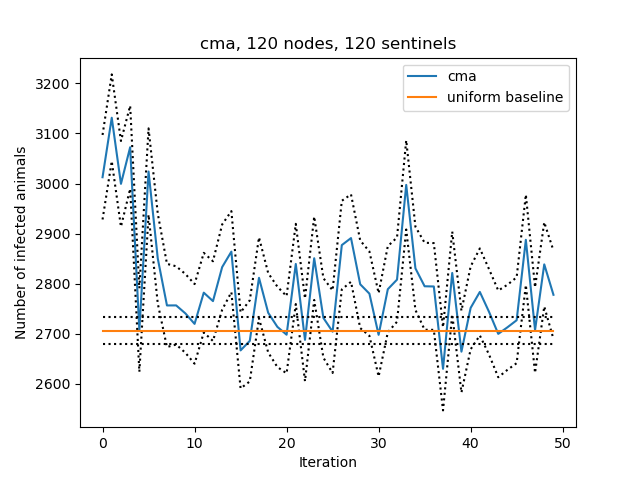 cma, 120 nodes, 120 sentinels
cma
uniform baseline
3200
3100
3000
2900
2800
2700
2600
Number of infected animals
0
10
20
30
40
50
Iteration